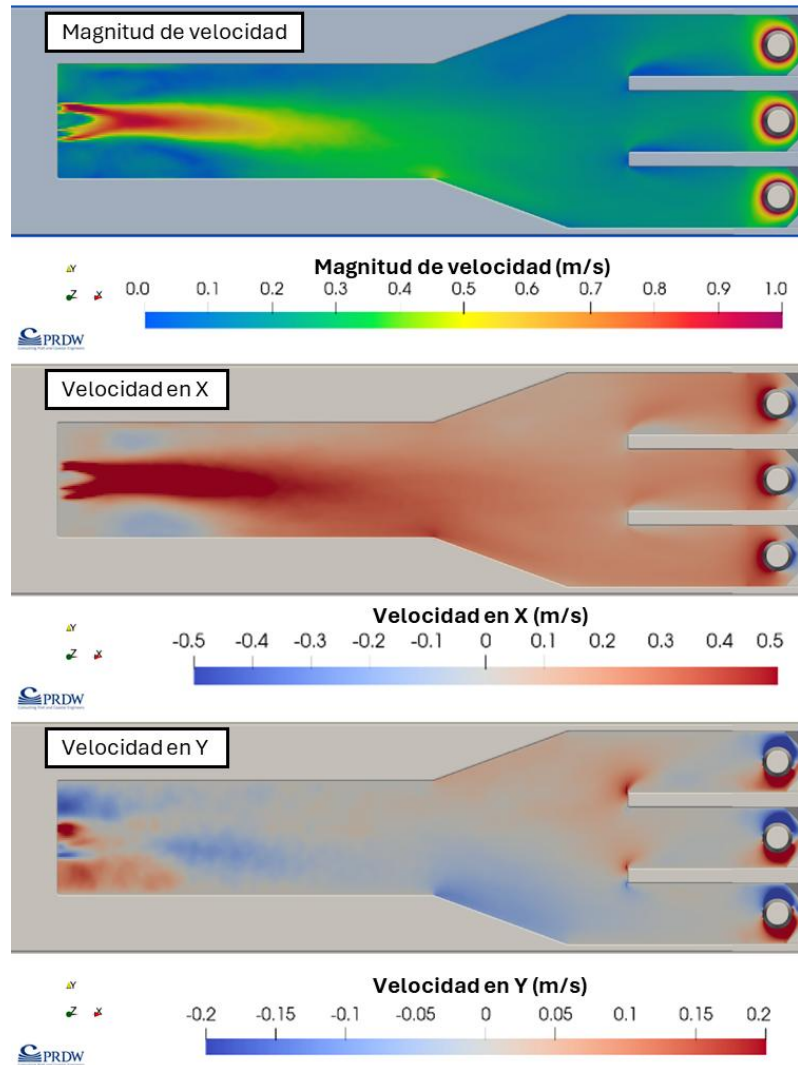 Magnitud de velocidad
Magnitud de velocidad (m/s)
Y
Z X
0.0 0.1 0.2 0.3 0.4 0.5 0.6 0.7 0.8 0.9 1.0
PRDW
Velocidad en X
Velocidad en X (m/s)
Y
Z X
-0.5 -0.4 -0.3 -0.2 -0.1 0 0.1 0.2 0.3 0.4 0.5
PRDW
Velocidad en Y
Velocidad en Y (m/s)
Y
Z X
-0.2 -0.15 -0.1 -0.05 0 0.05 0.1 0.15 0.2
PRDW